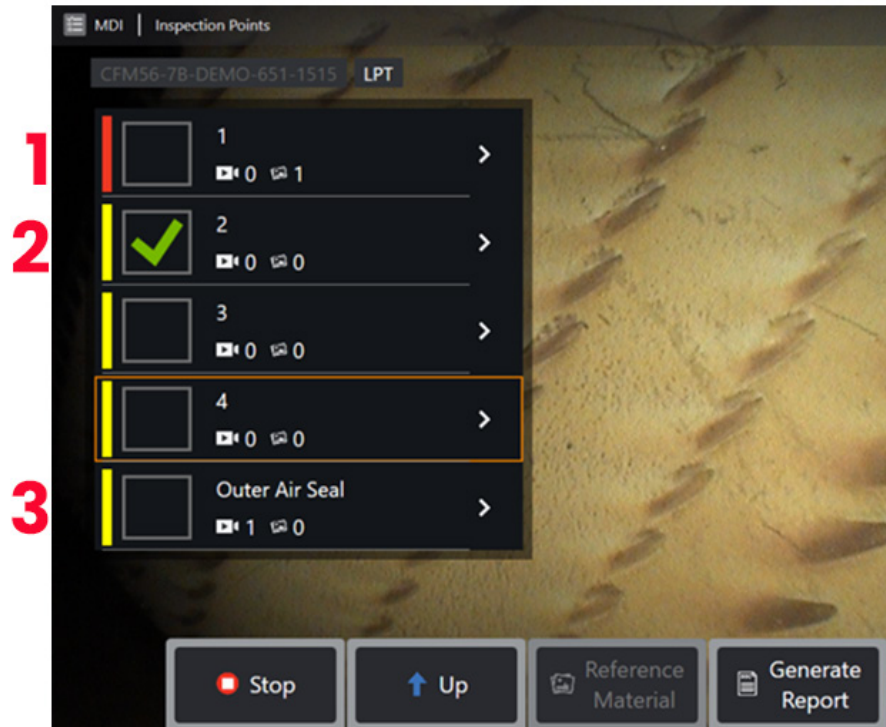 MDI | Inspection Points
CFM56-7B-DEMO-651-1515 LPT
1
1
0 1
2
2
0 0
3
0 0
4
0 0
3
Outer Air Seal
1 0
Stop
Up
Reference
Material
Generate
Report